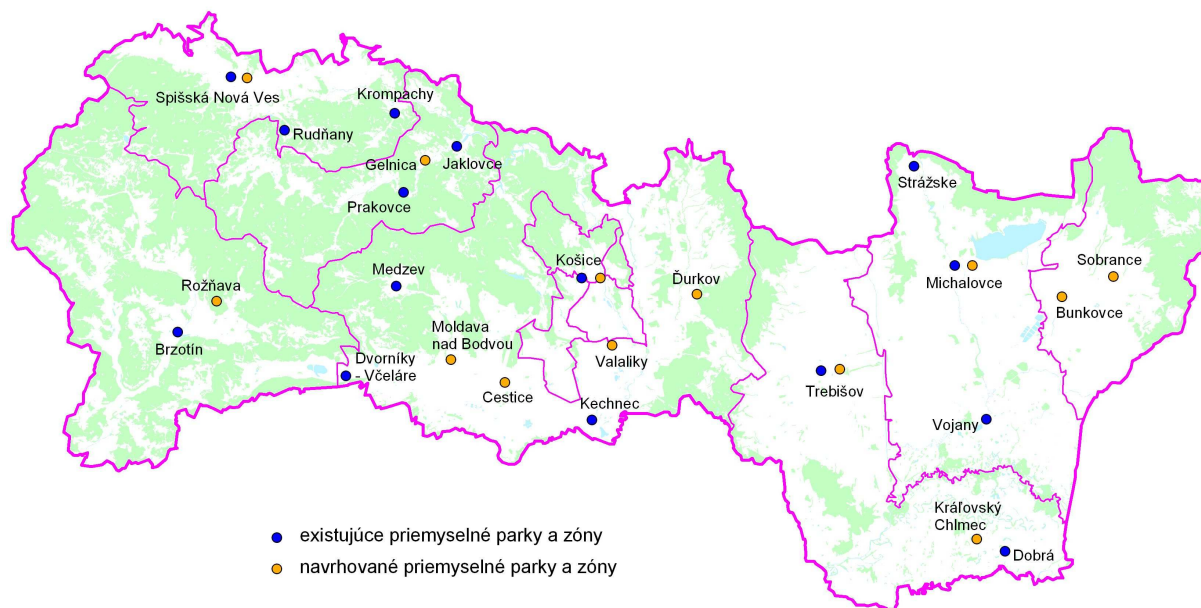 Spišská Nová Ves
Krompachy
Rudňany
Jaklovce
Gelnica
Prakovce
Strážske
Košice
Medzev
Ďurkov
Michalovce
Sobrance
Rožňava
Bunkovce
Brzotín
Moldava
nad Bodvou
Valaliky
Dvorníky
- Včeláre
Cestice
Trebišov
Kechnec
Vojany
Kráľovský
Chlmec
Dobrá
existujúce priemyselné parky a zóny
navrhované priemyselné parky a zóny